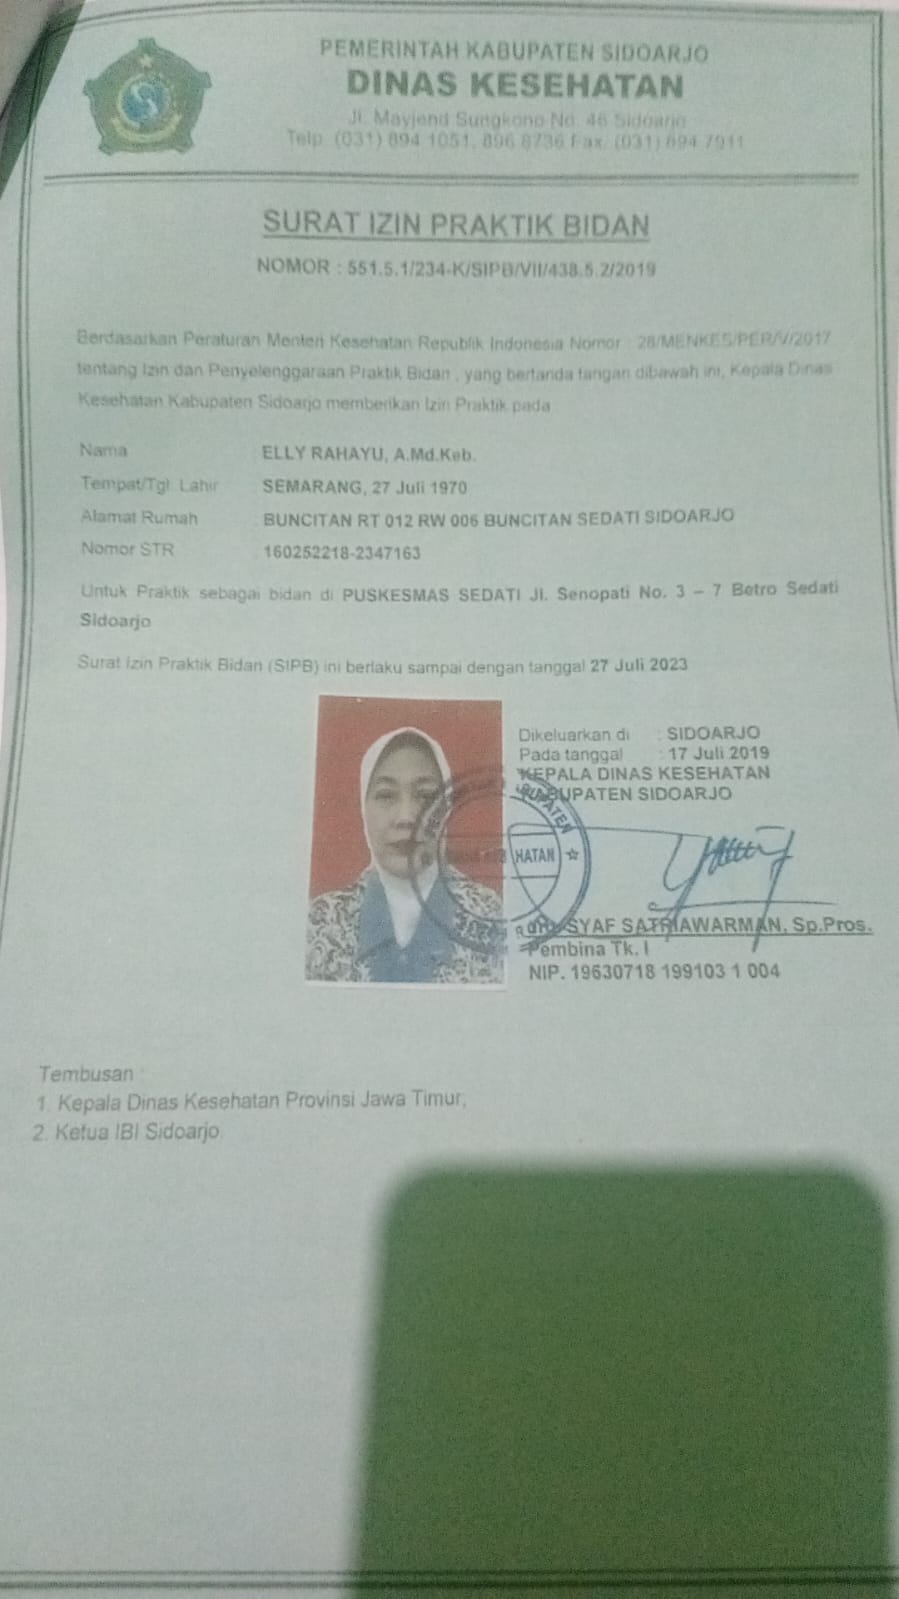 PEMERINTAH KABUPATEN SIDOARJO
DINAS KESEHATAN
Jl. Mayjend Sungkono No. 46 Sidoarjo
Telp. (031) 894 1051, 896 8736 Fax. (031) 894 7911
SURAT IZIN PRAKTIK BIDAN
NOMOR : 551.5.1/234-K/SIPB/VII/438.5.2/2019
Berdasarkan Peraturan Menteri Kesehatan Republik Indonesia Nomor : 28/MENKES/PER/V/2017
tentang Izin dan Penyelenggaraan Praktik Bidan , yang bertanda tangan dibawah ini, Kepala Dinas
Kesehatan Kabupaten Sidoarjo memberikan Izin Praktik pada
Nama : ELLY RAHAYU, A.Md.Keb.
Tempat/Tgl. Lahir : SEMARANG, 27 Juli 1970
Alamat Rumah : BUNCITAN RT 012 RW 006 BUNCITAN SEDATI SIDOARJO
Nomor STR : 160252218-2347163
Untuk Praktik sebagai bidan di PUSKESMAS SEDATI Jl. Senopati No. 3 – 7 Betro Sedati
Sidoarjo
Surat Izin Praktik Bidan (SIPB) ini berlaku sampai dengan tanggal 27 Juli 2023
Dikeluarkan di : SIDOARJO
Pada tanggal : 17 Juli 2019
KEPALA DINAS KESEHATAN
KABUPATEN SIDOARJO
HATAN
SYAF SATRIAWARMAN, Sp.Pros.
Pembina Tk. I
NIP. 19630718 199103 1 004
Tembusan :
1. Kepala Dinas Kesehatan Provinsi Jawa Timur;
2. Ketua IBI Sidoarjo.